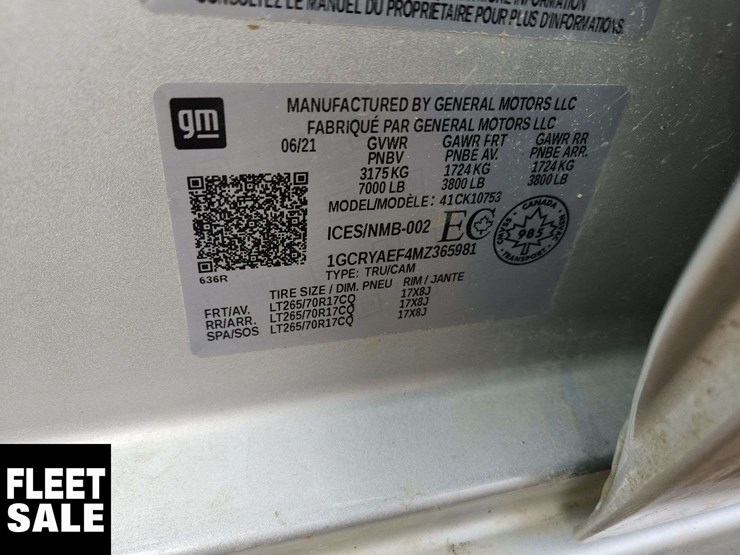 CONSULTEZ LE MANUEL DU PROPRIÉTAIRE POUR PLUS D'INFORMATIONS
gm
MANUFACTURED BY GENERAL MOTORS LLC
FABRIQUÉ PAR GENERAL MOTORS LLC
06/21 GVWR GAWR FRT GAWR RR
PNBV PNBE AV. PNBE ARR.
3175 KG 1724 KG 1724 KG
7000 LB 3800 LB 3800 LB
MODEL/MODÈLE: 41CK10753
ICES/NMB-002 EC
CANADA 985 TRANSPORT
1GCRYAEF4MZ365981
636R
TYPE: TRU/CAM
TIRE SIZE / DIM. PNEU RIM / JANTE
FRT/AV. LT265/70R17CQ 17X8J
RR/ARR. LT265/70R17CQ 17X8J
SPA/SOS LT265/70R17CQ 17X8J
FLEET
SALE